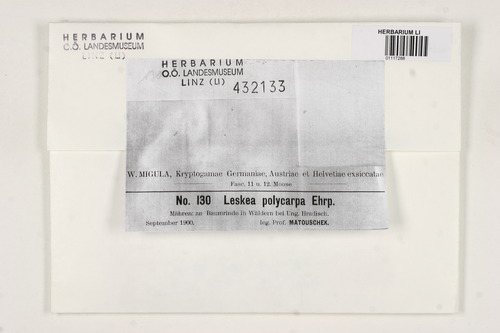 HERBARIUM
O.Ö. LANDESMUSEUM
LINZ (LI)
HERBARIUM LI
01117288
HERBARIUM
O.Ö. LANDESMUSEUM
LINZ (LI) 432133
W. MIGULA, Kryptogamae Germaniae, Austriae et Helvetiae exsiccatae
Fasc. 11 u. 12. Moose
No. 130 Leskea polycarpa Ehrp.
Mähren: an Baumrinde in Wäldern bei Ung. Hradisch.
September 1900. leg. Prof. MATOUSCHEK.